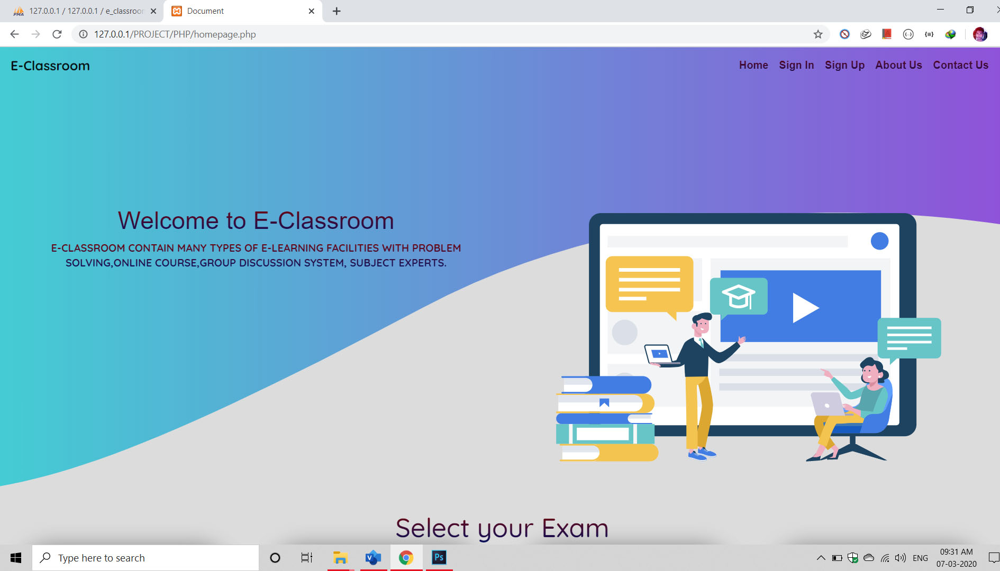 127.0.0.1 / 127.0.0.1 / e_classroom
Document
127.0.0.1/PROJECT/PHP/homepage.php
E-Classroom
Home Sign In Sign Up About Us Contact Us
Welcome to E-Classroom
E-CLASSROOM CONTAIN MANY TYPES OF E-LEARNING FACILITIES WITH PROBLEM
SOLVING,ONLINE COURSE,GROUP DISCUSSION SYSTEM, SUBJECT EXPERTS.
Select your Exam
Type here to search
Ps
ENG
09:31 AM
07-03-2020